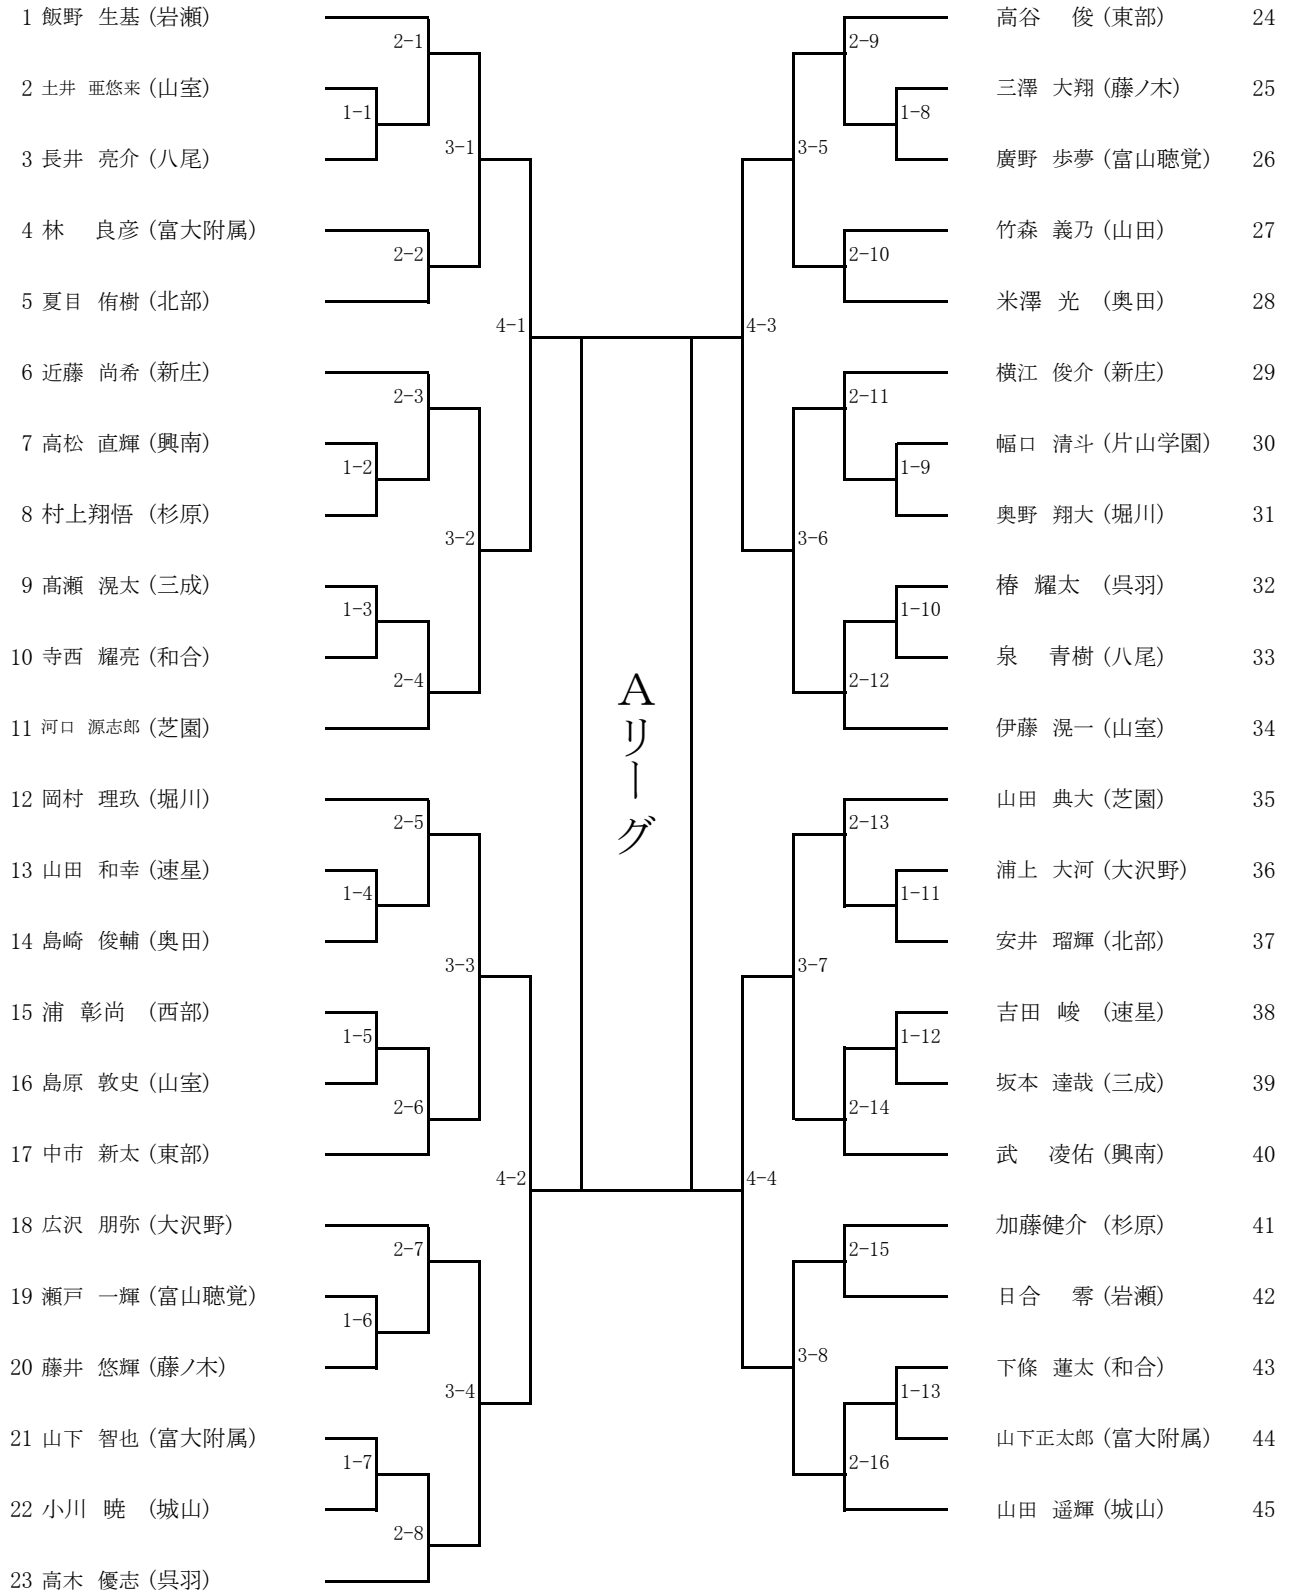 1 飯野 生基 (岩瀬)
2 土井 亜悠来 (山室)
3 長井 亮介 (八尾)
4 林 良彦 (富大附属)
5 夏目 侑樹 (北部)
6 近藤 尚希 (新庄)
7 高松 直輝 (興南)
8 村上翔悟 (杉原)
9 髙瀬 滉太 (三成)
10 寺西 耀亮 (和合)
11 河口 源志郎 (芝園)
12 岡村 理玖 (堀川)
13 山田 和幸 (速星)
14 島崎 俊輔 (奥田)
15 浦 彰尚 (西部)
16 島原 敦史 (山室)
17 中市 新太 (東部)
18 広沢 朋弥 (大沢野)
19 瀬戸 一輝 (富山聴覚)
20 藤井 悠輝 (藤ノ木)
21 山下 智也 (富大附属)
22 小川 暁 (城山)
23 高木 優志 (呉羽)
2-1
1-1
3-1
2-2
4-1
2-3
1-2
3-2
1-3
2-4
2-5
1-4
3-3
1-5
2-6
4-2
2-7
1-6
3-4
1-7
2-8
Aリーグ
2-9
1-8
3-5
2-10
4-3
2-11
1-9
3-6
1-10
2-12
2-13
1-11
3-7
1-12
2-14
4-4
2-15
3-8
1-13
2-16
高谷 俊 (東部) 24
三澤 大翔 (藤ノ木) 25
廣野 歩夢 (富山聴覚) 26
竹森 義乃 (山田) 27
米澤 光 (奥田) 28
横江 俊介 (新庄) 29
幅口 清斗 (片山学園) 30
奥野 翔大 (堀川) 31
椿 耀太 (呉羽) 32
泉 青樹 (八尾) 33
伊藤 滉一 (山室) 34
山田 典大 (芝園) 35
浦上 大河 (大沢野) 36
安井 瑠輝 (北部) 37
吉田 峻 (速星) 38
坂本 達哉 (三成) 39
武 凌佑 (興南) 40
加藤健介 (杉原) 41
日合 零 (岩瀬) 42
下條 蓮太 (和合) 43
山下正太郎 (富大附属) 44
山田 遥輝 (城山) 45